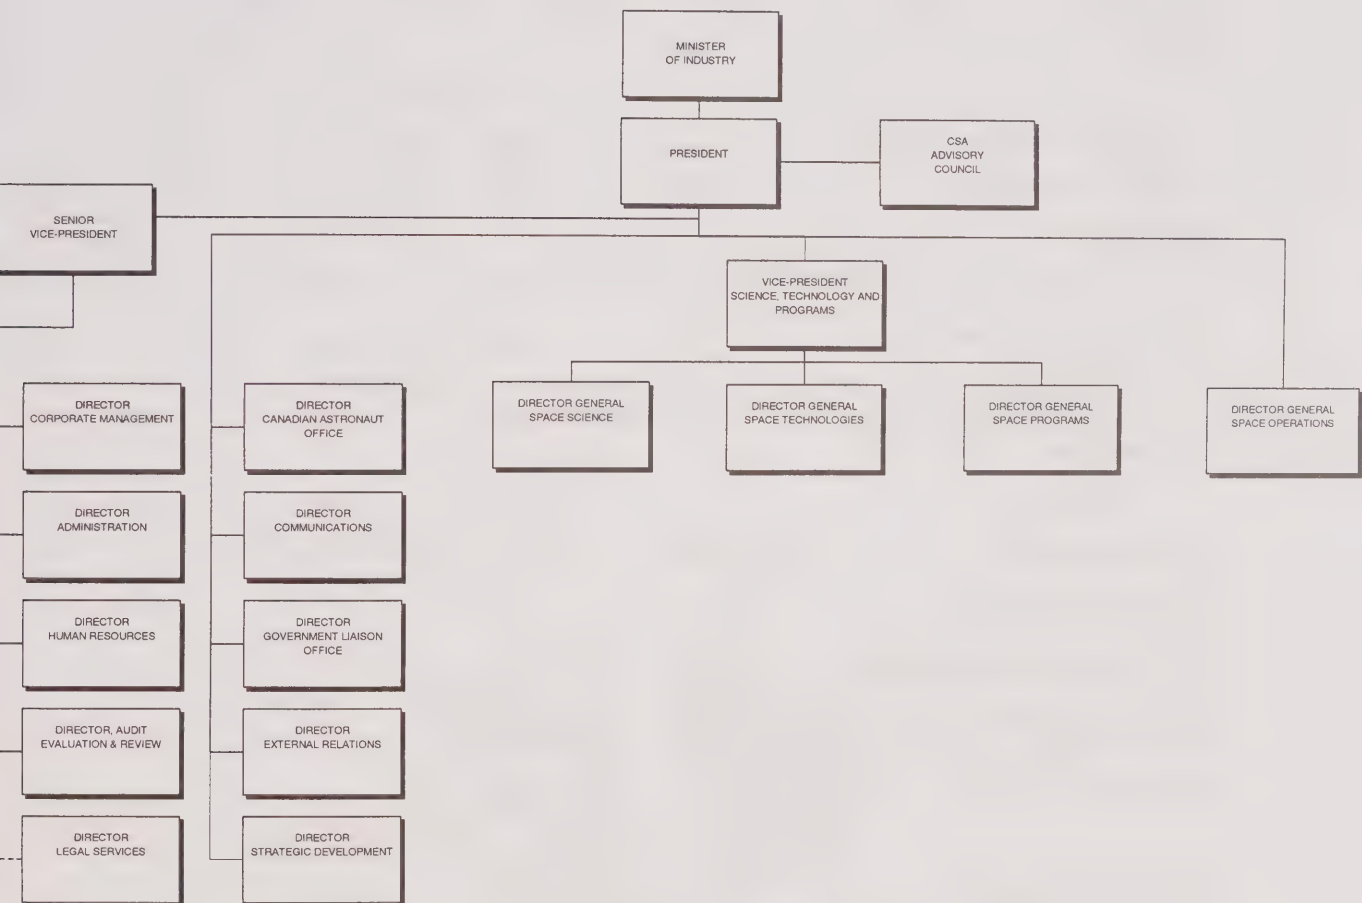 MINISTER
OF INDUSTRY
PRESIDENT
CSA
ADVISORY
COUNCIL
SENIOR
VICE-PRESIDENT
VICE-PRESIDENT
SCIENCE, TECHNOLOGY AND
PROGRAMS
DIRECTOR
CORPORATE MANAGEMENT
DIRECTOR
CANADIAN ASTRONAUT
OFFICE
DIRECTOR GENERAL
SPACE SCIENCE
DIRECTOR GENERAL
SPACE TECHNOLOGIES
DIRECTOR GENERAL
SPACE PROGRAMS
DIRECTOR GENERAL
SPACE OPERATIONS
DIRECTOR
ADMINISTRATION
DIRECTOR
COMMUNICATIONS
DIRECTOR
HUMAN RESOURCES
DIRECTOR
GOVERNMENT LIAISON
OFFICE
DIRECTOR, AUDIT
EVALUATION & REVIEW
DIRECTOR
EXTERNAL RELATIONS
DIRECTOR
LEGAL SERVICES
DIRECTOR
STRATEGIC DEVELOPMENT